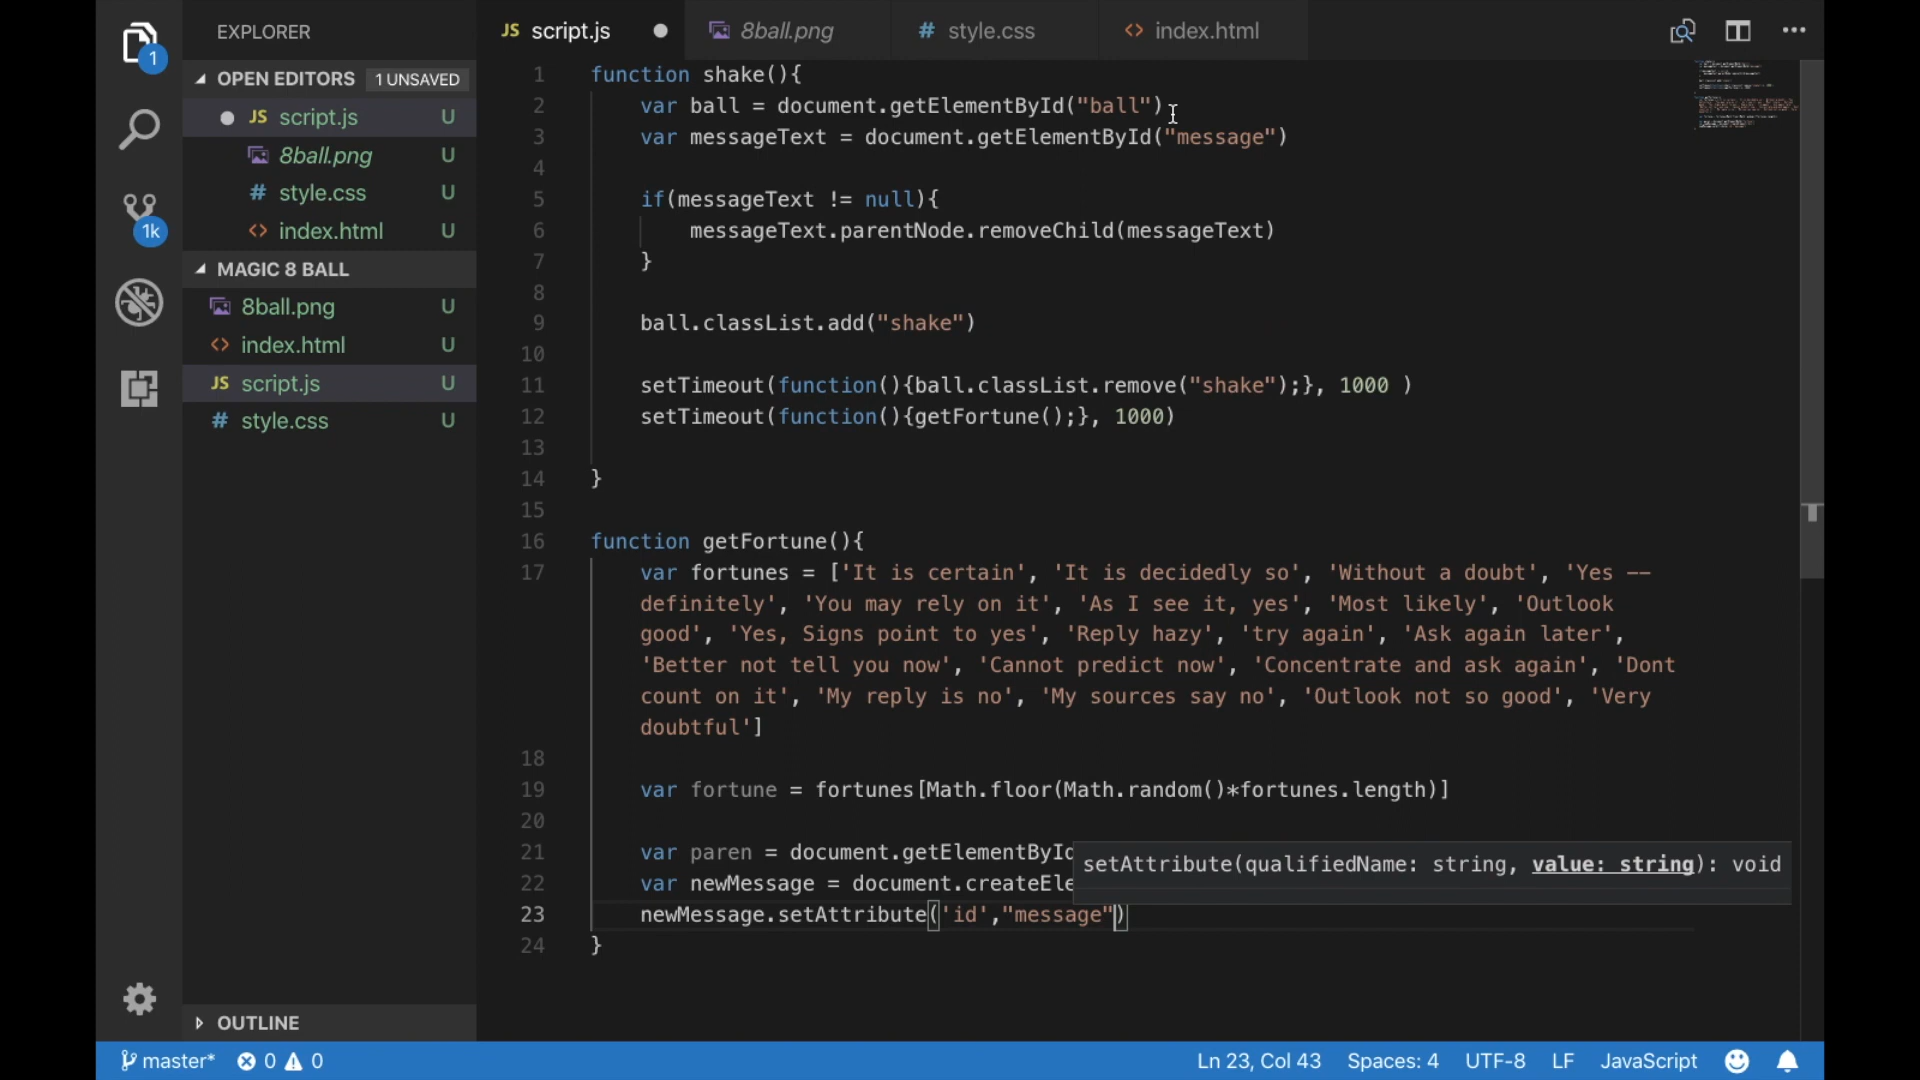 EXPLORER
JS script.js
8ball.png
# style.css
<> index.html
OPEN EDITORS 1 UNSAVED
JS script.js U
8ball.png U
# style.css U
<> index.html U
MAGIC 8 BALL
8ball.png U
<> index.html U
JS script.js U
# style.css U
OUTLINE
1
1k
1 function shake(){
2 var ball = document.getElementById("ball")
3 var messageText = document.getElementById("message")
4
5 if(messageText != null){
6 messageText.parentNode.removeChild(messageText)
7 }
8
9 ball.classList.add("shake")
10
11 setTimeout(function(){ball.classList.remove("shake");}, 1000 )
12 setTimeout(function(){getFortune();}, 1000)
13
14 }
15
16 function getFortune(){
17 var fortunes = ['It is certain', 'It is decidedly so', 'Without a doubt', 'Yes --
definitely', 'You may rely on it', 'As I see it, yes', 'Most likely', 'Outlook
good', 'Yes, Signs point to yes', 'Reply hazy', 'try again', 'Ask again later',
'Better not tell you now', 'Cannot predict now', 'Concentrate and ask again', 'Dont
count on it', 'My reply is no', 'My sources say no', 'Outlook not so good', 'Very
doubtful']
18
19 var fortune = fortunes[Math.floor(Math.random()*fortunes.length)]
20
21 var paren = document.getElementById
22 var newMessage = document.createEle
setAttribute(qualifiedName: string, value: string): void
23 newMessage.setAttribute('id',"message")
24 }
master* 0 0
Ln 23, Col 43 Spaces: 4 UTF-8 LF JavaScript